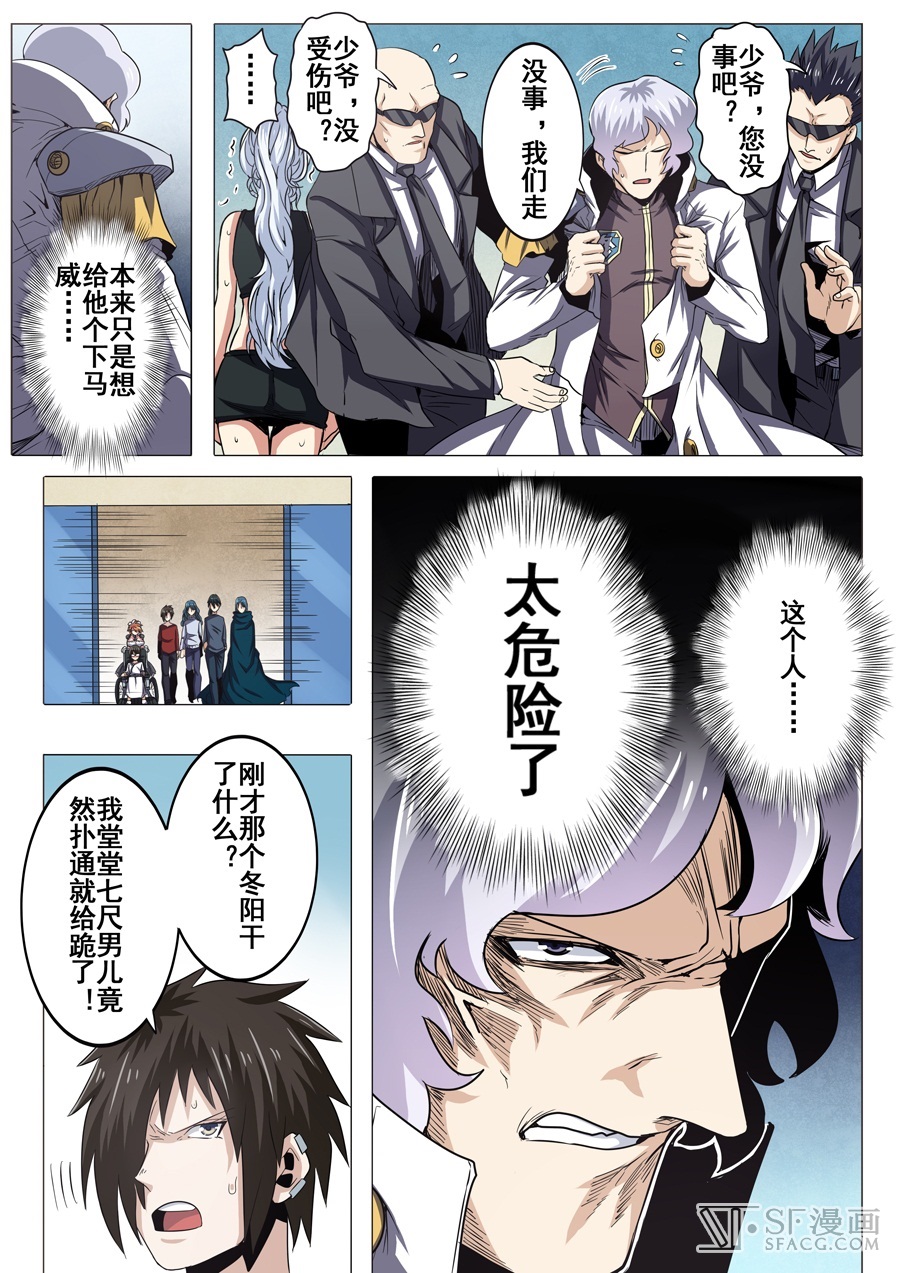 少爷，您没
事吧？
没事，我们走
少爷，没
受伤吧？
……
本来只是想
给他个下马
威……
这个人……
太危险了
刚才那个冬阳干
了什么？
我堂堂七尺男儿竟
然扑通就给跪了！
SF漫画
SFACG.COM